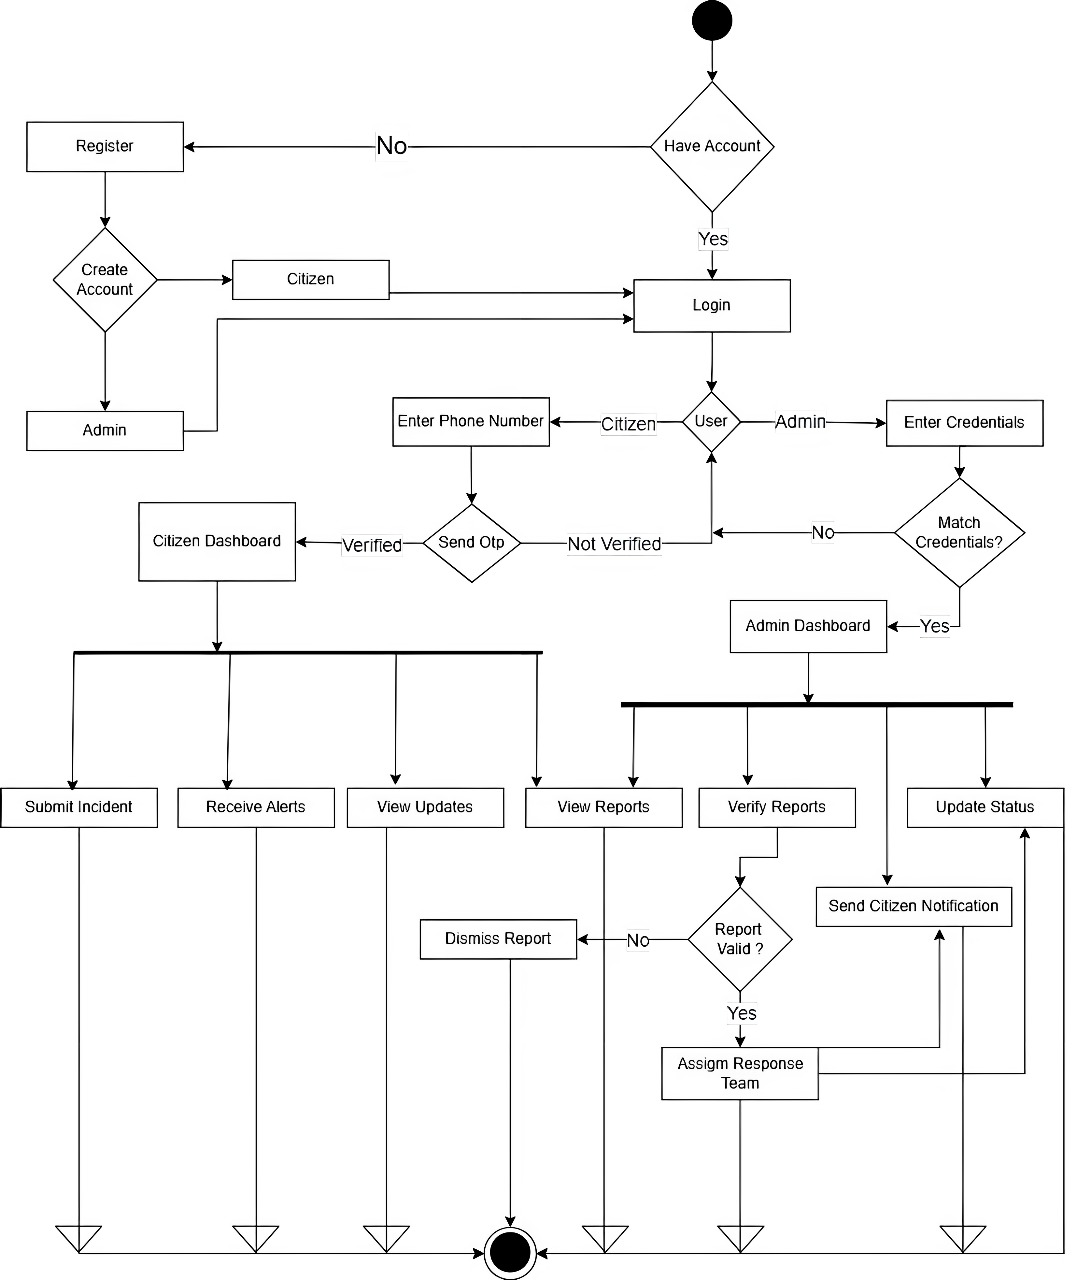 Have Account
No
Register
Yes
Create
Account
Citizen
Login
Admin
Enter Phone Number
Citizen
User
Admin
Enter Credentials
Citizen Dashboard
Verified
Send Otp
Not Verified
No
Match
Credentials?
Admin Dashboard
Yes
Submit Incident
Receive Alerts
View Updates
View Reports
Verify Reports
Update Status
Send Citizen Notification
Dismiss Report
No
Report
Valid ?
Yes
Assigm Response
Team